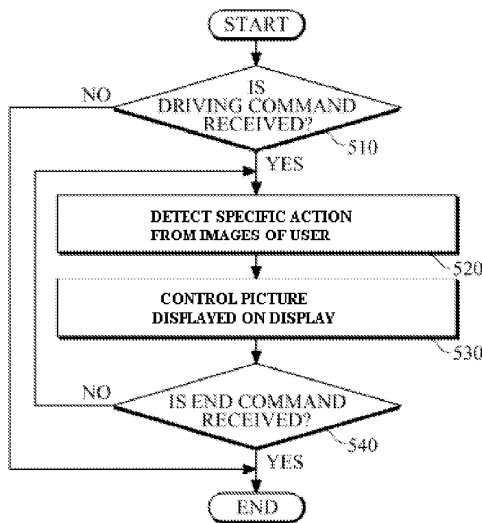 START
IS
DRIVING COMMAND
RECEIVED?
NO
510
YES
DETECT SPECIFIC ACTION
FROM IMAGES OF USER
520
CONTROL PICTURE
DISPLAYED ON DISPLAY
530
NO
IS END COMMAND
RECEIVED?
540
YES
END